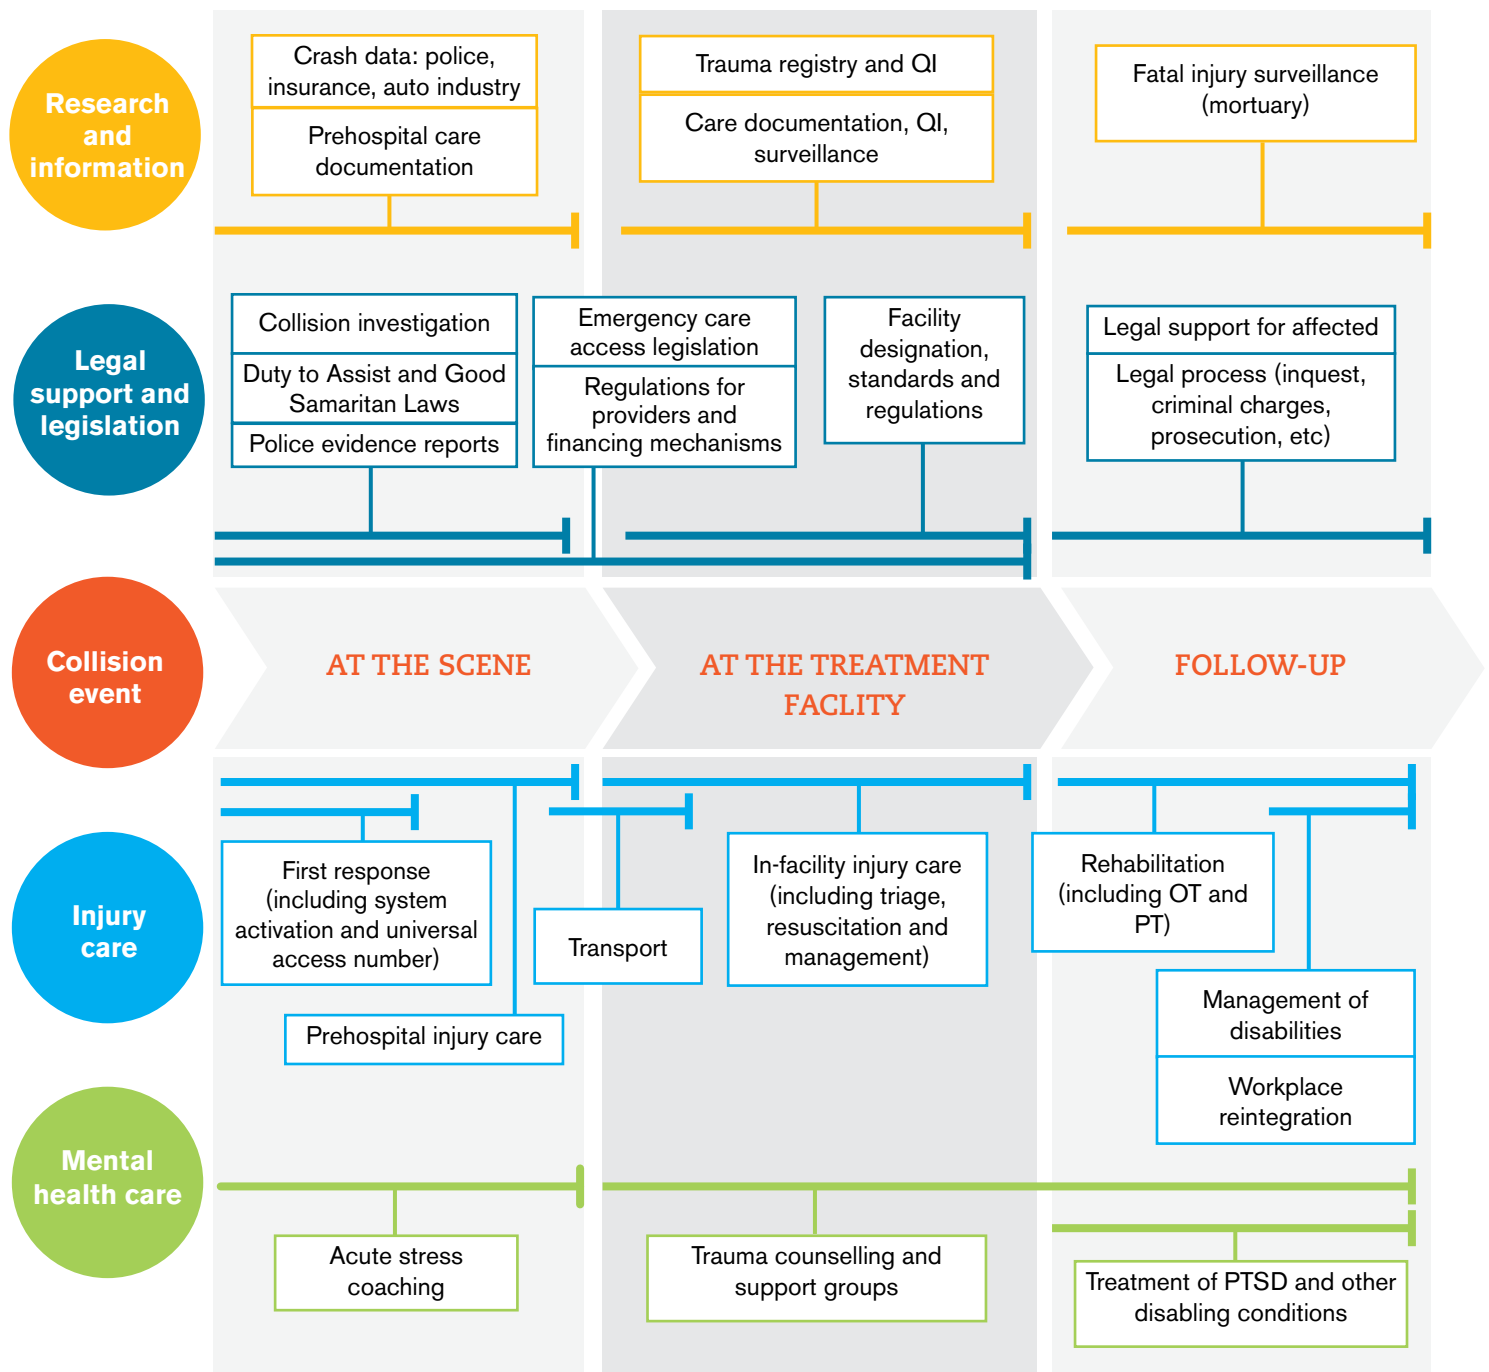 Research
and
information
Crash data: police,
insurance, auto industry
Prehospital care
documentation
Trauma registry and QI
Care documentation, QI,
surveillance
Fatal injury surveillance
(mortuary)
Legal
support and
legislation
Collision investigation
Duty to Assist and Good
Samaritan Laws
Police evidence reports
Emergency care
access legislation
Regulations for
providers and
financing mechanisms
Facility
designation,
standards and
regulations
Legal support for affected
Legal process (inquest,
criminal charges,
prosecution, etc)
Collision
event
AT THE SCENE
AT THE TREATMENT
FACLITY
FOLLOW-UP
Injury
care
First response
(including system
activation and universal
access number)
Prehospital injury care
Transport
In-facility injury care
(including triage,
resuscitation and
management)
Rehabilitation
(including OT and
PT)
Management of
disabilities
Workplace
reintegration
Mental
health care
Acute stress
coaching
Trauma counselling and
support groups
Treatment of PTSD and other
disabling conditions